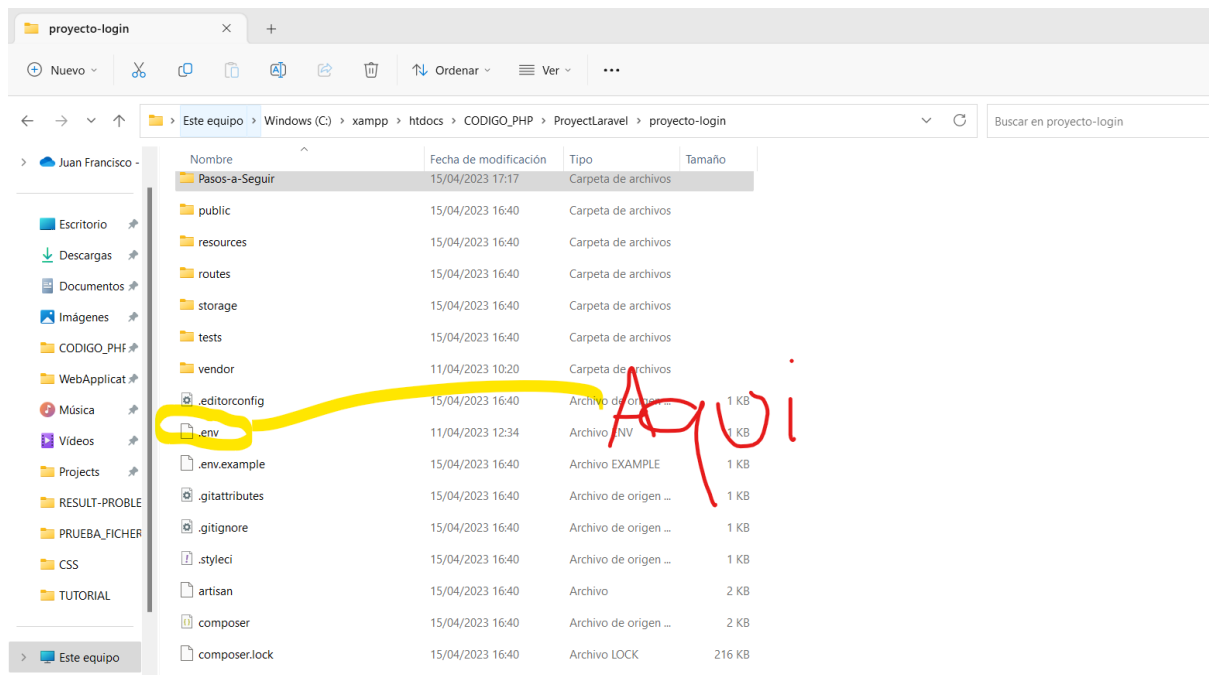 proyecto-login
Nuevo
Ordenar
Ver
Este equipo > Windows (C:) > xampp > htdocs > CODIGO_PHP > ProyectLaravel > proyecto-login
Buscar en proyecto-login
Juan Francisco -
Escritorio
Descargas
Documentos
Imágenes
CODIGO_PHP
WebApplicat
Música
Vídeos
Projects
RESULT-PROBLE
PRUEBA_FICHER
CSS
TUTORIAL
Este equipo
Nombre Fecha de modificación Tipo Tamaño
Pasos-a-Seguir 15/04/2023 17:17 Carpeta de archivos
public 15/04/2023 16:40 Carpeta de archivos
resources 15/04/2023 16:40 Carpeta de archivos
routes 15/04/2023 16:40 Carpeta de archivos
storage 15/04/2023 16:40 Carpeta de archivos
tests 15/04/2023 16:40 Carpeta de archivos
vendor 11/04/2023 10:20 Carpeta de archivos
.editorconfig 15/04/2023 16:40 Archivo de origen ... 1 KB
.env 11/04/2023 12:34 Archivo ENV 1 KB
Aqui
.env.example 15/04/2023 16:40 Archivo EXAMPLE 1 KB
.gitattributes 15/04/2023 16:40 Archivo de origen ... 1 KB
.gitignore 15/04/2023 16:40 Archivo de origen ... 1 KB
.styleci 15/04/2023 16:40 Archivo de origen ... 1 KB
artisan 15/04/2023 16:40 Archivo 2 KB
composer 15/04/2023 16:40 Archivo de origen ... 2 KB
composer.lock 15/04/2023 16:40 Archivo LOCK 216 KB